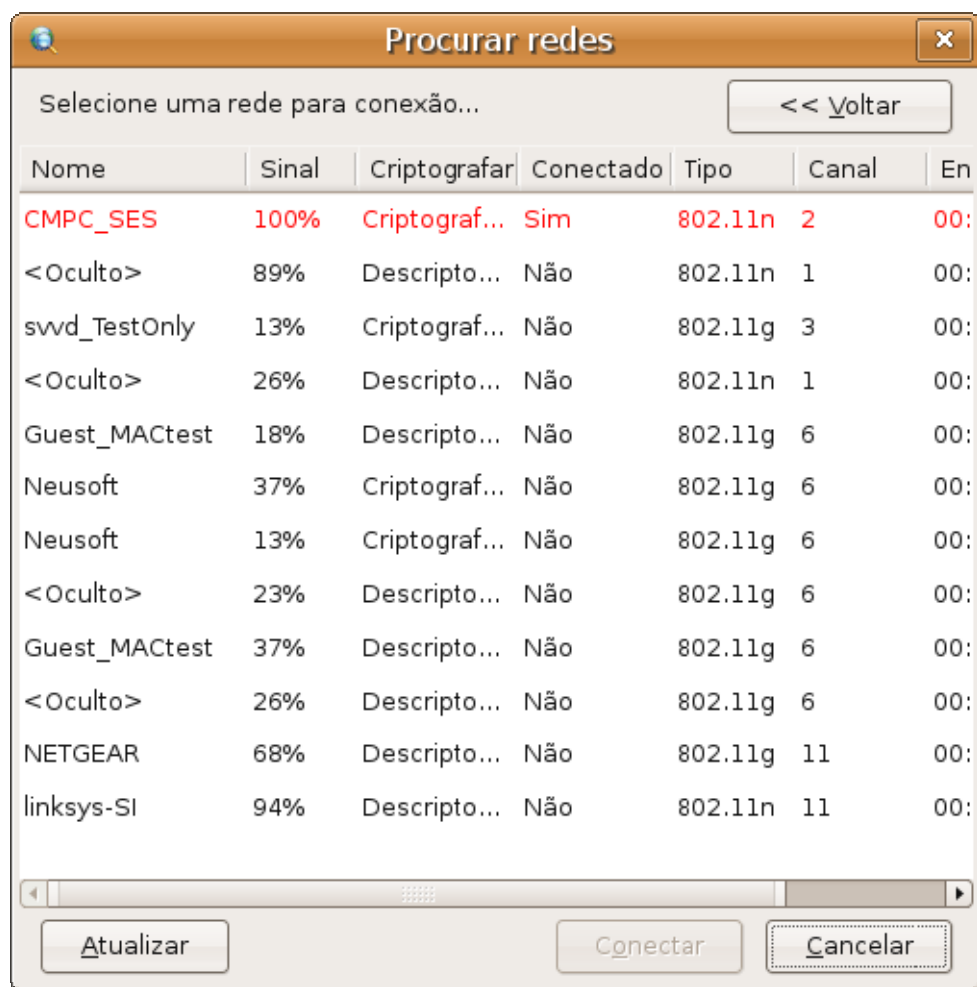 Procurar redes
Selecione uma rede para conexão... << Voltar
Nome Sinal Criptografar Conectado Tipo Canal En
CMPC_SES 100% Criptograf... Sim 802.11n 2 00:
<Oculto> 89% Descripto... Não 802.11n 1 00:
svvd_TestOnly 13% Criptograf... Não 802.11g 3 00:
<Oculto> 26% Descripto... Não 802.11n 1 00:
Guest_MACtest 18% Descripto... Não 802.11g 6 00:
Neusoft 37% Criptograf... Não 802.11g 6 00:
Neusoft 13% Criptograf... Não 802.11g 6 00:
<Oculto> 23% Descripto... Não 802.11g 6 00:
Guest_MACtest 37% Descripto... Não 802.11g 6 00:
<Oculto> 26% Descripto... Não 802.11g 6 00:
NETGEAR 68% Descripto... Não 802.11g 11 00:
linksys-SI 94% Descripto... Não 802.11n 11 00:
Atualizar Conectar Cancelar